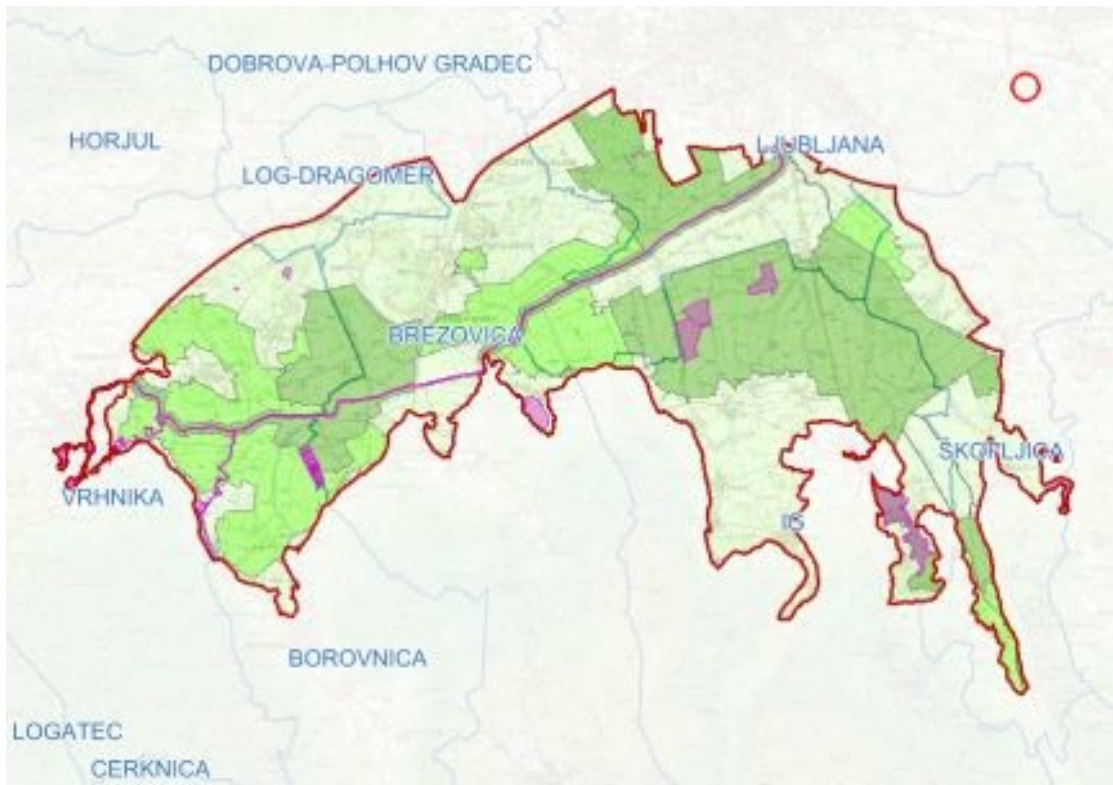 DOBROVA-POLHOV GRADEC
HORJUL
LJUBLJANA
LOG-DRAGOMER
BREZOVICA
ŠKOFLJICA
VRHNIKA
IG
BOROVNICA
LOGATEC
CERKNICA